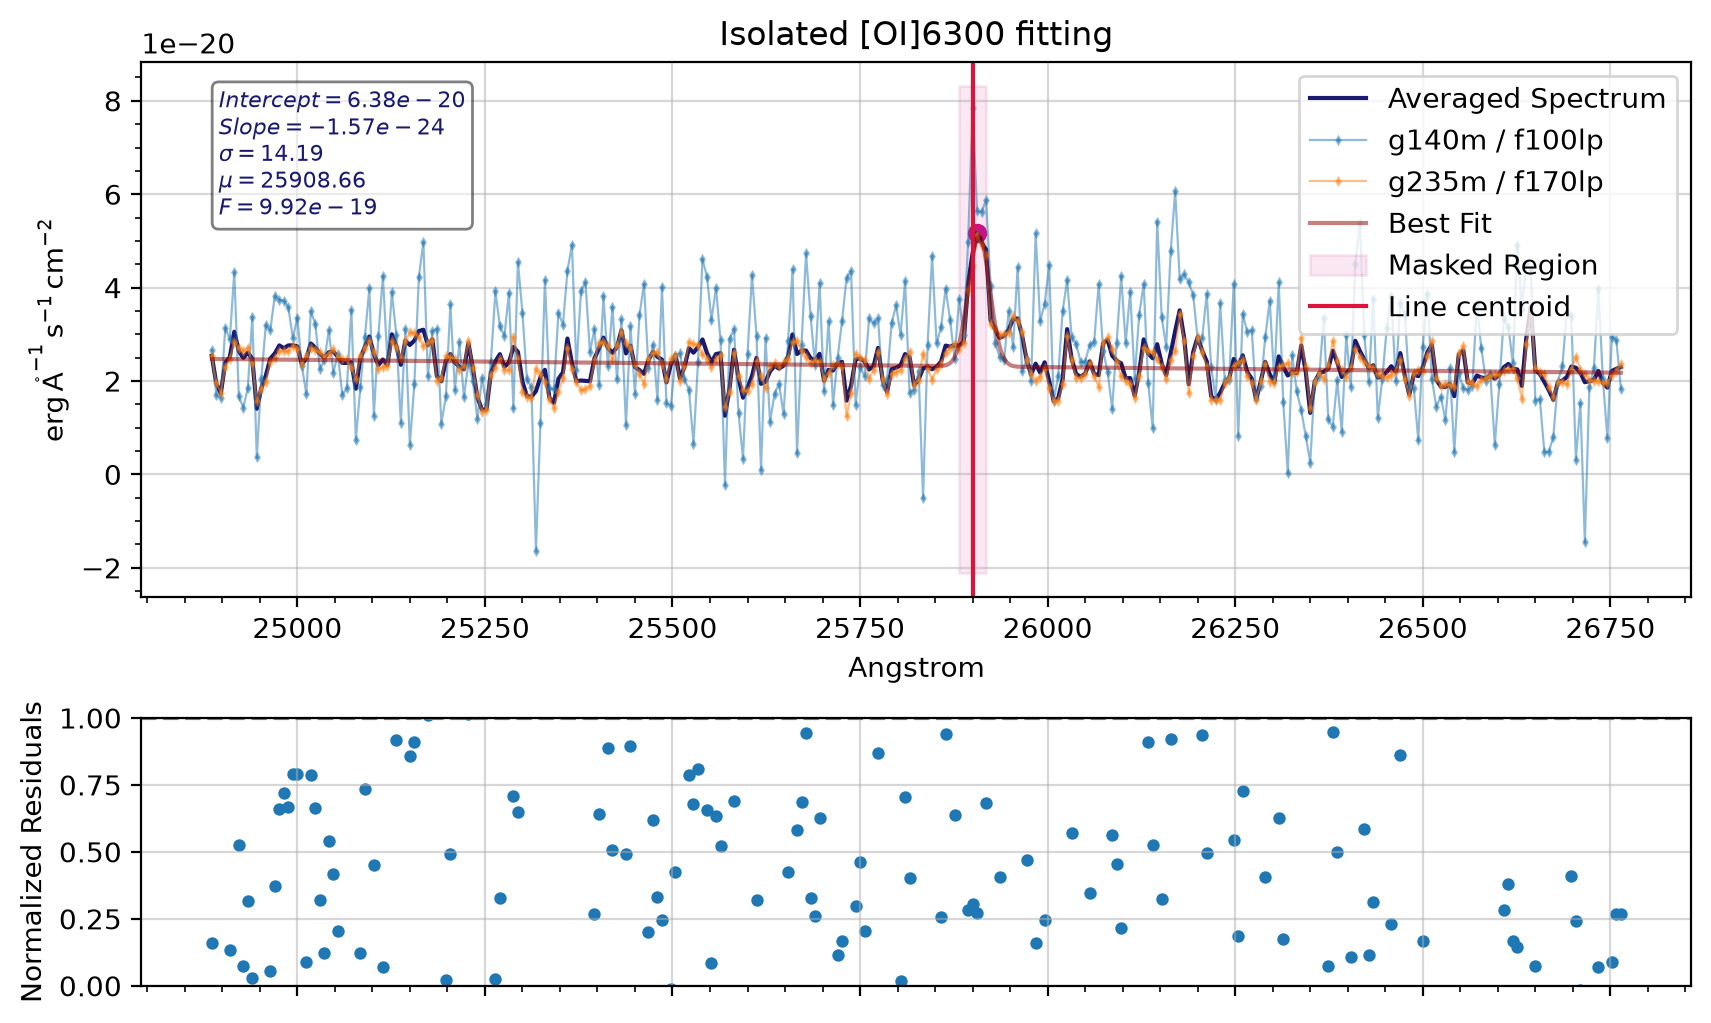 Isolated [OI]6300 fitting
1e−20
Intercept = 6.38e − 20
Slope = −1.57e − 24
σ = 14.19
μ = 25908.66
F = 9.92e − 19
Averaged Spectrum
g140m / f100lp
g235m / f170lp
Best Fit
Masked Region
Line centroid
8
6
4
2
0
−2
erg Å⁻¹ s⁻¹ cm⁻²
25000 25250 25500 25750 26000 26250 26500 26750
Angstrom
1.00
0.75
0.50
0.25
0.00
Normalized Residuals